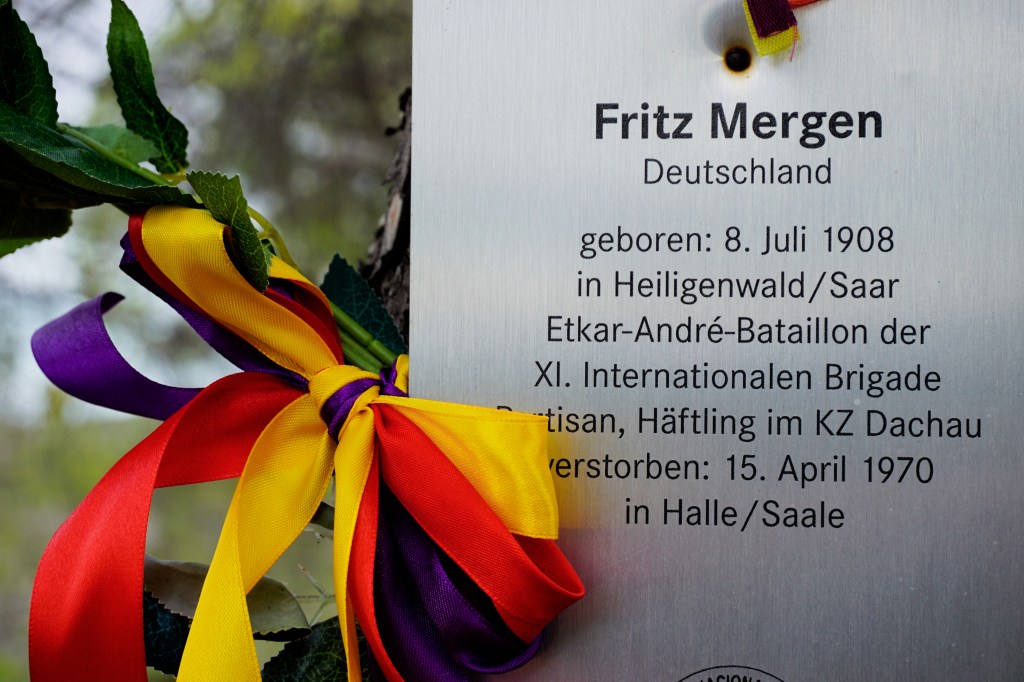 Fritz Mergen
Deutschland
geboren: 8. Juli 1908
in Heiligenwald/Saar
Etkar-André-Bataillon der
XI. Internationalen Brigade
Partisan, Häftling im KZ Dachau
verstorben: 15. April 1970
in Halle/Saale